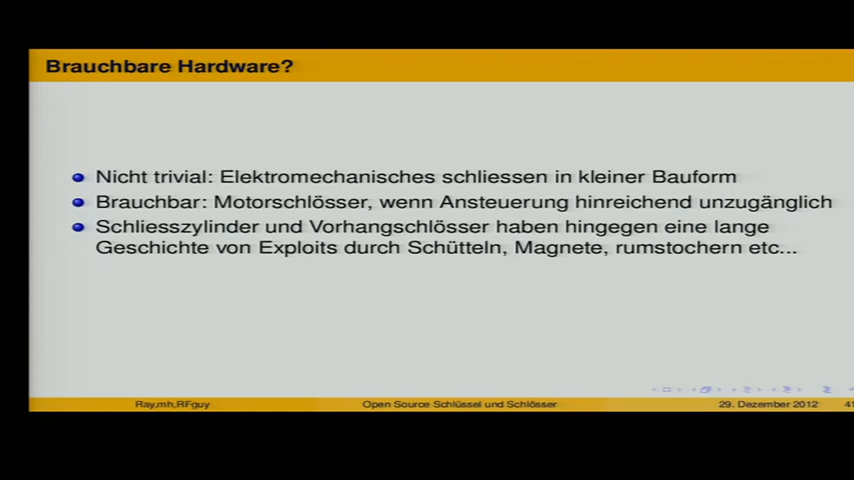 Brauchbare Hardware?
Nicht trivial: Elektromechanisches schliessen in kleiner Bauform
Brauchbar: Motorschlösser, wenn Ansteuerung hinreichend unzugänglich
Schliesszylinder und Vorhangschlösser haben hingegen eine lange
Geschichte von Exploits durch Schütteln, Magnete, rumstochern etc...
Ray,mh,RFguy Open Source Schlüssel und Schlösser 29. Dezember 2012 41